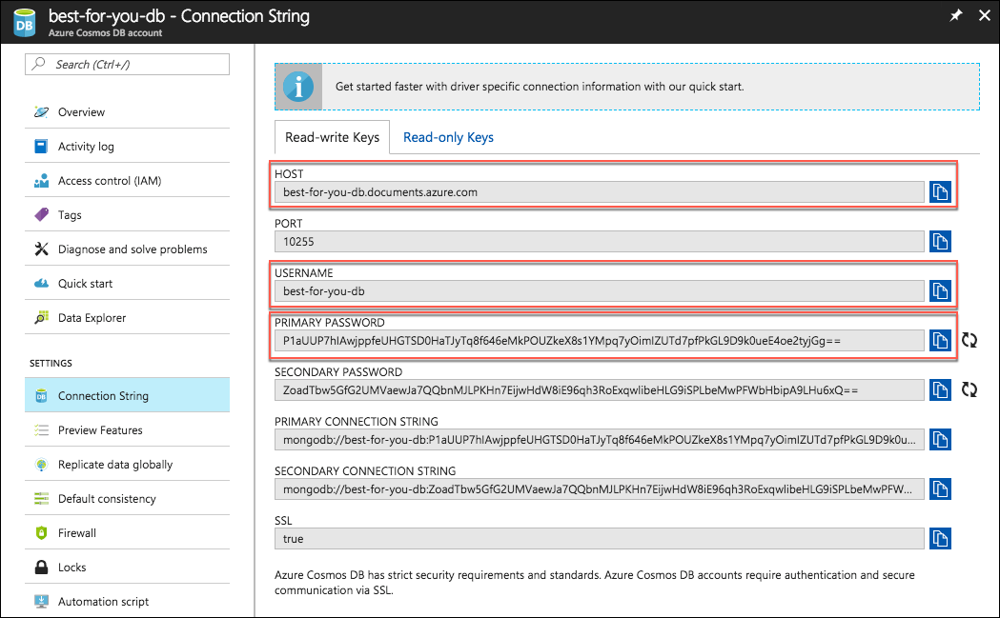 best-for-you-db - Connection String
Azure Cosmos DB account
Search (Ctrl+/)
Overview
Activity log
Access control (IAM)
Tags
Diagnose and solve problems
Quick start
Data Explorer
SETTINGS
Connection String
Preview Features
Replicate data globally
Default consistency
Firewall
Locks
Automation script
Get started faster with driver specific connection information with our quick start.
Read-write Keys
Read-only Keys
HOST
best-for-you-db.documents.azure.com
PORT
10255
USERNAME
best-for-you-db
PRIMARY PASSWORD
P1aUUP7hIAwjppfeUHGTSD0HaTJyTq8f646eMkPOUZkeX8s1YMpq7yOimIZUTd7pfPkGL9D9k0ueE4oe2tyjGg==
SECONDARY PASSWORD
ZoadTbw5GfG2UMVaewJa7QQbnMJLPKHn7EijwHdW8iE96qh3RoExqwlibeHLG9iSPLbeMwPFWbHbipA9LHu6xQ==
PRIMARY CONNECTION STRING
mongodb://best-for-you-db:P1aUUP7hIAwjppfeUHGTSD0HaTJyTq8f646eMkPOUZkeX8s1YMpq7yOimIZUTd7pfPkGL9D9k0u...
SECONDARY CONNECTION STRING
mongodb://best-for-you-db:ZoadTbw5GfG2UMVaewJa7QQbnMJLPKHn7EijwHdW8iE96qh3RoExqwlibeHLG9iSPLbeMwPFW...
SSL
true
Azure Cosmos DB has strict security requirements and standards. Azure Cosmos DB accounts require authentication and secure
communication via SSL.